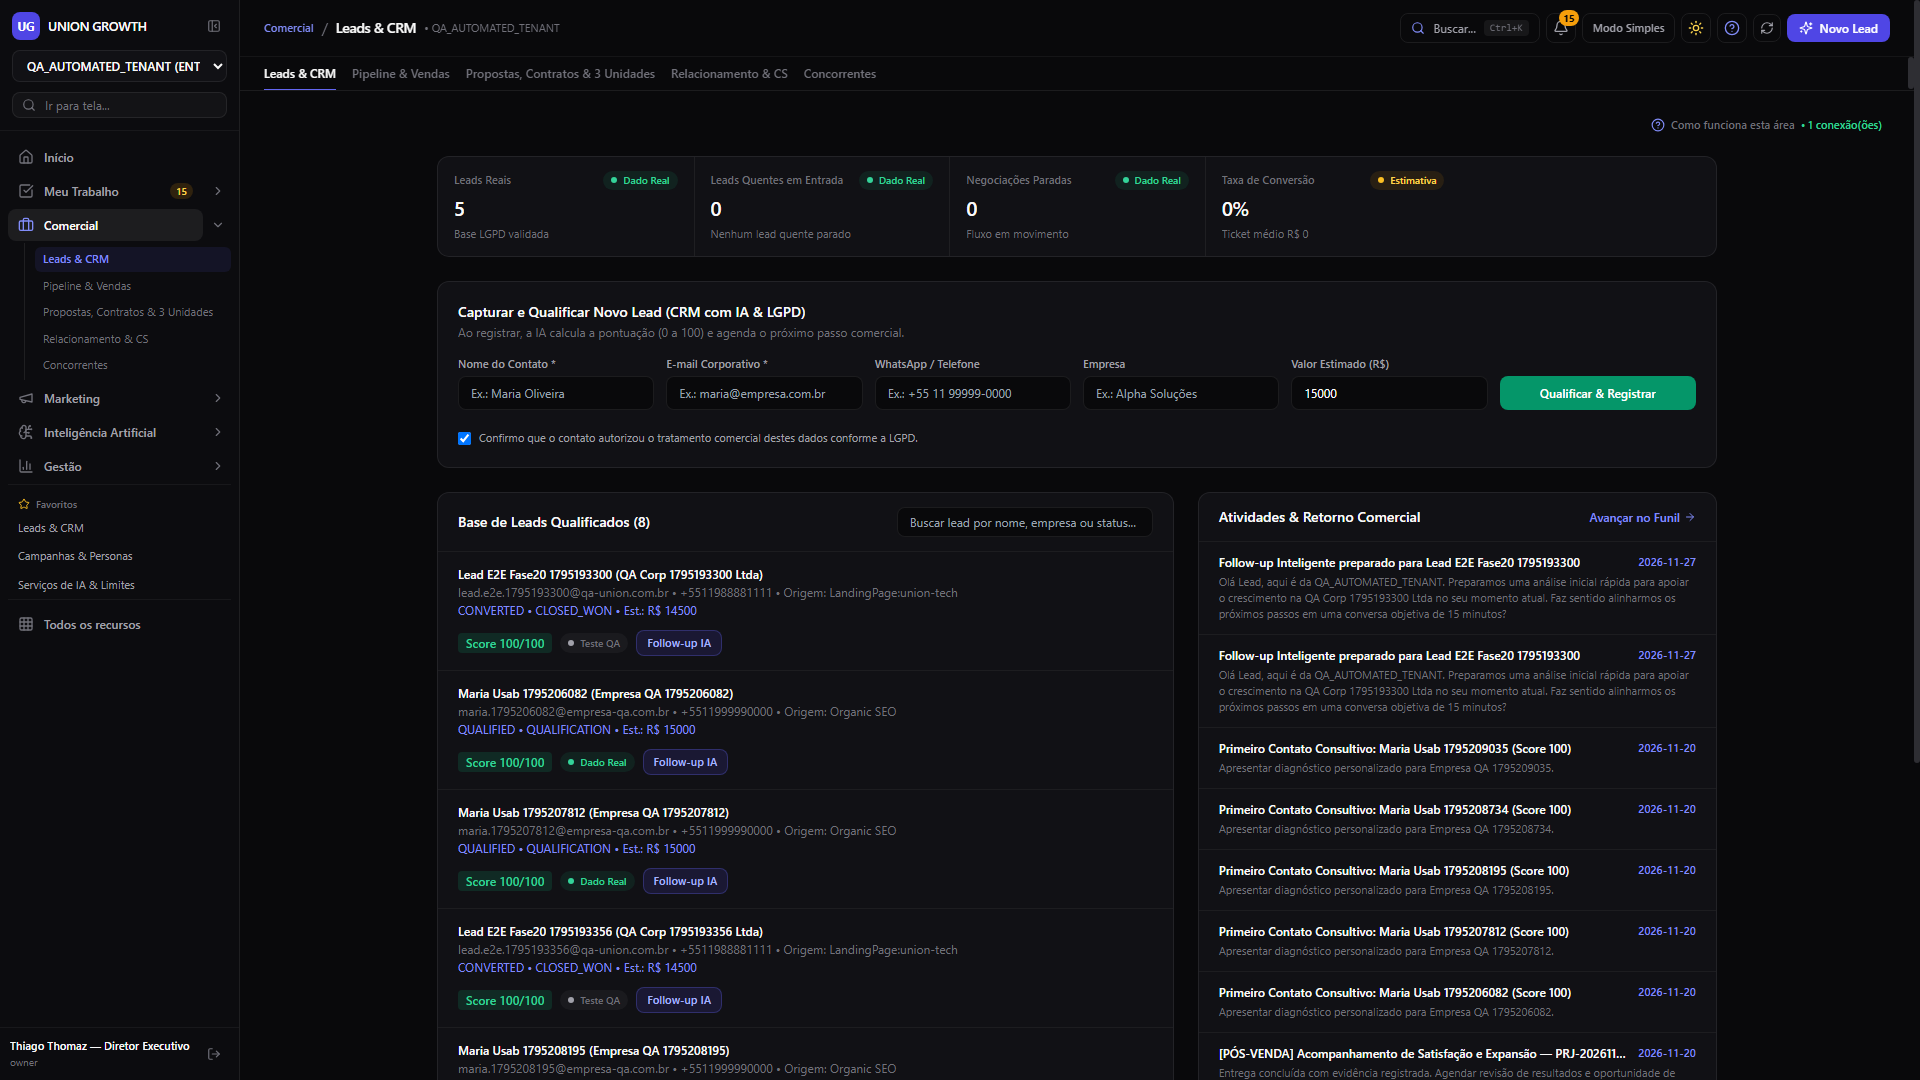 UG UNION GROWTH
QA_AUTOMATED_TENANT (ENT
Ir para tela...
Início
Meu Trabalho 15
Comercial
Leads & CRM
Pipeline & Vendas
Propostas, Contratos & 3 Unidades
Relacionamento & CS
Concorrentes
Marketing
Inteligência Artificial
Gestão
Favoritos
Leads & CRM
Campanhas & Personas
Serviços de IA & Limites
Todos os recursos
Thiago Thomaz — Diretor Executivo
owner
Comercial / Leads & CRM • QA_AUTOMATED_TENANT
Buscar... Ctrl+K 15 Modo Simples Novo Lead
Leads & CRM Pipeline & Vendas Propostas, Contratos & 3 Unidades Relacionamento & CS Concorrentes
Como funciona esta área • 1 conexão(ões)
Leads Reais Dado Real
5
Base LGPD validada
Leads Quentes em Entrada Dado Real
0
Nenhum lead quente parado
Negociações Paradas Dado Real
0
Fluxo em movimento
Taxa de Conversão Estimativa
0%
Ticket médio R$ 0
Capturar e Qualificar Novo Lead (CRM com IA & LGPD)
Ao registrar, a IA calcula a pontuação (0 a 100) e agenda o próximo passo comercial.
Nome do Contato * E-mail Corporativo * WhatsApp / Telefone Empresa Valor Estimado (R$)
Ex.: Maria Oliveira Ex.: maria@empresa.com.br Ex.: +55 11 99999-0000 Ex.: Alpha Soluções 15000 Qualificar & Registrar
Confirmo que o contato autorizou o tratamento comercial destes dados conforme a LGPD.
Base de Leads Qualificados (8) Buscar lead por nome, empresa ou status...
Lead E2E Fase20 1795193300 (QA Corp 1795193300 Ltda)
lead.e2e.1795193300@qa-union.com.br • +5511988881111 • Origem: LandingPage:union-tech
CONVERTED • CLOSED_WON • Est.: R$ 14500
Score 100/100 Teste QA Follow-up IA
Maria Usab 1795206082 (Empresa QA 1795206082)
maria.1795206082@empresa-qa.com.br • +5511999990000 • Origem: Organic SEO
QUALIFIED • QUALIFICATION • Est.: R$ 15000
Score 100/100 Dado Real Follow-up IA
Maria Usab 1795207812 (Empresa QA 1795207812)
maria.1795207812@empresa-qa.com.br • +5511999990000 • Origem: Organic SEO
QUALIFIED • QUALIFICATION • Est.: R$ 15000
Score 100/100 Dado Real Follow-up IA
Lead E2E Fase20 1795193356 (QA Corp 1795193356 Ltda)
lead.e2e.1795193356@qa-union.com.br • +5511988881111 • Origem: LandingPage:union-tech
CONVERTED • CLOSED_WON • Est.: R$ 14500
Score 100/100 Teste QA Follow-up IA
Maria Usab 1795208195 (Empresa QA 1795208195)
maria.1795208195@empresa-qa.com.br • +5511999990000 • Origem: Organic SEO
Atividades & Retorno Comercial Avançar no Funil →
Follow-up Inteligente preparado para Lead E2E Fase20 1795193300 2026-11-27
Olá Lead, aqui é da QA_AUTOMATED_TENANT. Preparamos uma análise inicial rápida para apoiar
o crescimento na QA Corp 1795193300 Ltda no seu momento atual. Faz sentido alinharmos os
próximos passos em uma conversa objetiva de 15 minutos?
Follow-up Inteligente preparado para Lead E2E Fase20 1795193300 2026-11-27
Olá Lead, aqui é da QA_AUTOMATED_TENANT. Preparamos uma análise inicial rápida para apoiar
o crescimento na QA Corp 1795193300 Ltda no seu momento atual. Faz sentido alinharmos os
próximos passos em uma conversa objetiva de 15 minutos?
Primeiro Contato Consultivo: Maria Usab 1795209035 (Score 100) 2026-11-20
Apresentar diagnóstico personalizado para Empresa QA 1795209035.
Primeiro Contato Consultivo: Maria Usab 1795208734 (Score 100) 2026-11-20
Apresentar diagnóstico personalizado para Empresa QA 1795208734.
Primeiro Contato Consultivo: Maria Usab 1795208195 (Score 100) 2026-11-20
Apresentar diagnóstico personalizado para Empresa QA 1795208195.
Primeiro Contato Consultivo: Maria Usab 1795207812 (Score 100) 2026-11-20
Apresentar diagnóstico personalizado para Empresa QA 1795207812.
Primeiro Contato Consultivo: Maria Usab 1795206082 (Score 100) 2026-11-20
Apresentar diagnóstico personalizado para Empresa QA 1795206082.
[PÓS-VENDA] Acompanhamento de Satisfação e Expansão — PRJ-202611... 2026-11-20
Entrega concluída com evidência registrada. Agendar revisão de resultados e oportunidade de